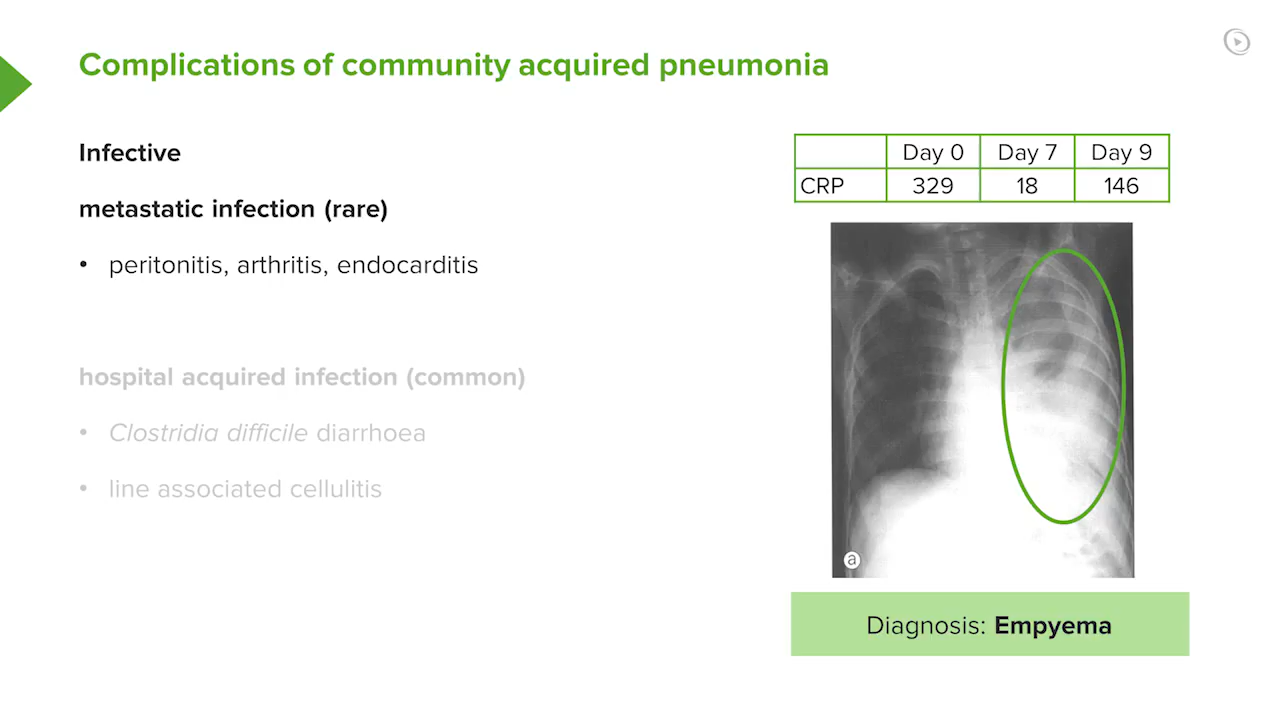 Complications of community acquired pneumonia
Infective
metastatic infection (rare)
• peritonitis, arthritis, endocarditis
hospital acquired infection (common)
• Clostridia difficile diarrhoea
• line associated cellulitis
Day 0 Day 7 Day 9
CRP 329 18 146
a
Diagnosis: Empyema